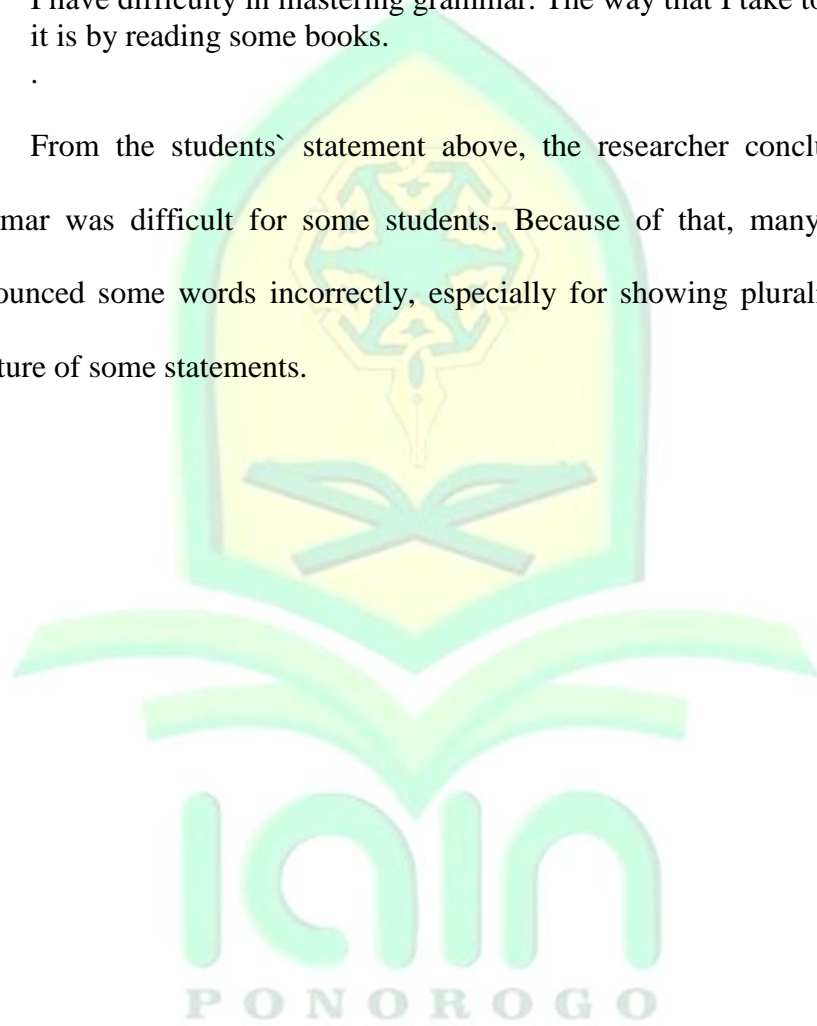 I have difficulty in mastering grammar. The way that I take to
it is by reading some books.
.
From the students` statement above, the researcher conclu
mar was difficult for some students. Because of that, many
ounced some words incorrectly, especially for showing plurali
ture of some statements.
iain
PONOROGO